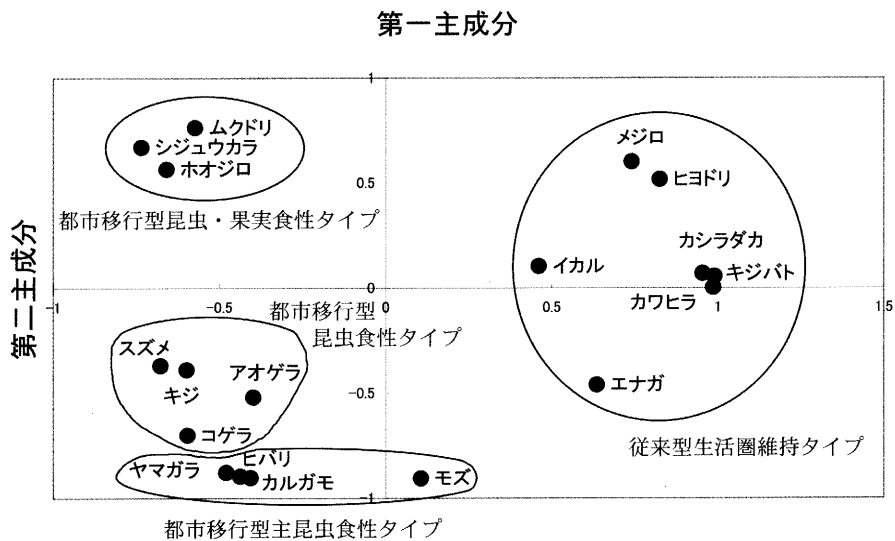 第一主成分
1
ムクドリ
シジュウカラ
ホオジロ
メジロ
ヒヨドリ
0.5
都市移行型昆虫・果実食性タイプ
カシラダカ
イカル
キジバト
第二主成分
0
カワヒラ
-1
-0.5
0
0.5
1
1.5
都市移行型
昆虫食性タイプ
スズメ
アオゲラ
キジ
-0.5
エナガ
コゲラ
従来型生活圏維持タイプ
ヤマガラ
ヒバリ
カルガモ
モズ
-1
都市移行型主昆虫食性タイプ